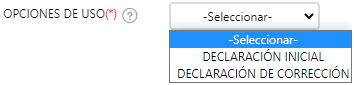 OPCIONES DE USO(*) ?
-Seleccionar-
-Seleccionar-
DECLARACIÓN INICIAL
DECLARACIÓN DE CORRECCIÓN